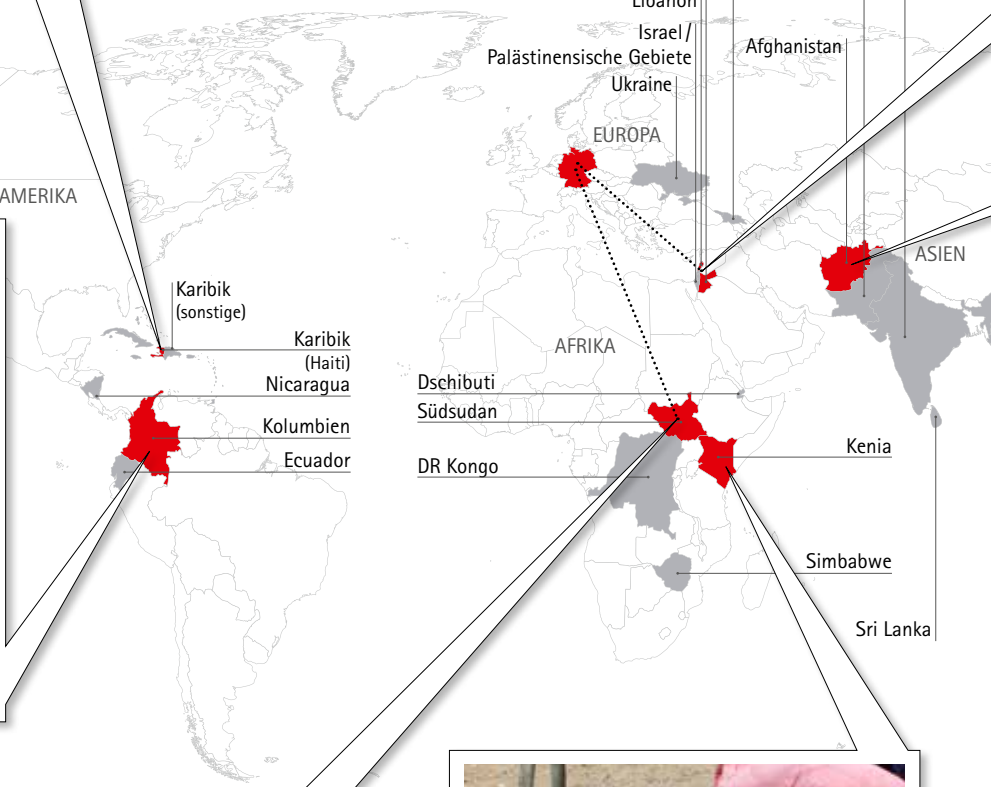 Libanon
Israel /
Palästinensische Gebiete
Ukraine
Afghanistan
EUROPA
AMERIKA
ASIEN
Karibik
(sonstige)
Karibik
(Haiti)
Nicaragua
Kolumbien
Ecuador
AFRIKA
Dschibuti
Südsudan
DR Kongo
Kenia
Simbabwe
Sri Lanka